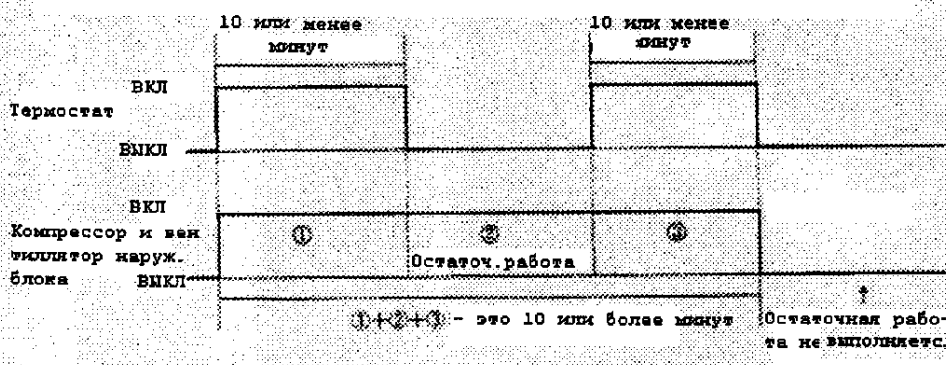 10 или менее
минут
10 или менее
минут
ВКЛ
Термостат
ВЫКЛ
ВКЛ
Компрессор и вен
тиллятор наруж.
блока
ВЫКЛ
① ② ③
Остаточ.работа
①+②+③ - это 10 или более минут
Остаточная рабо-
та не выполняетс.